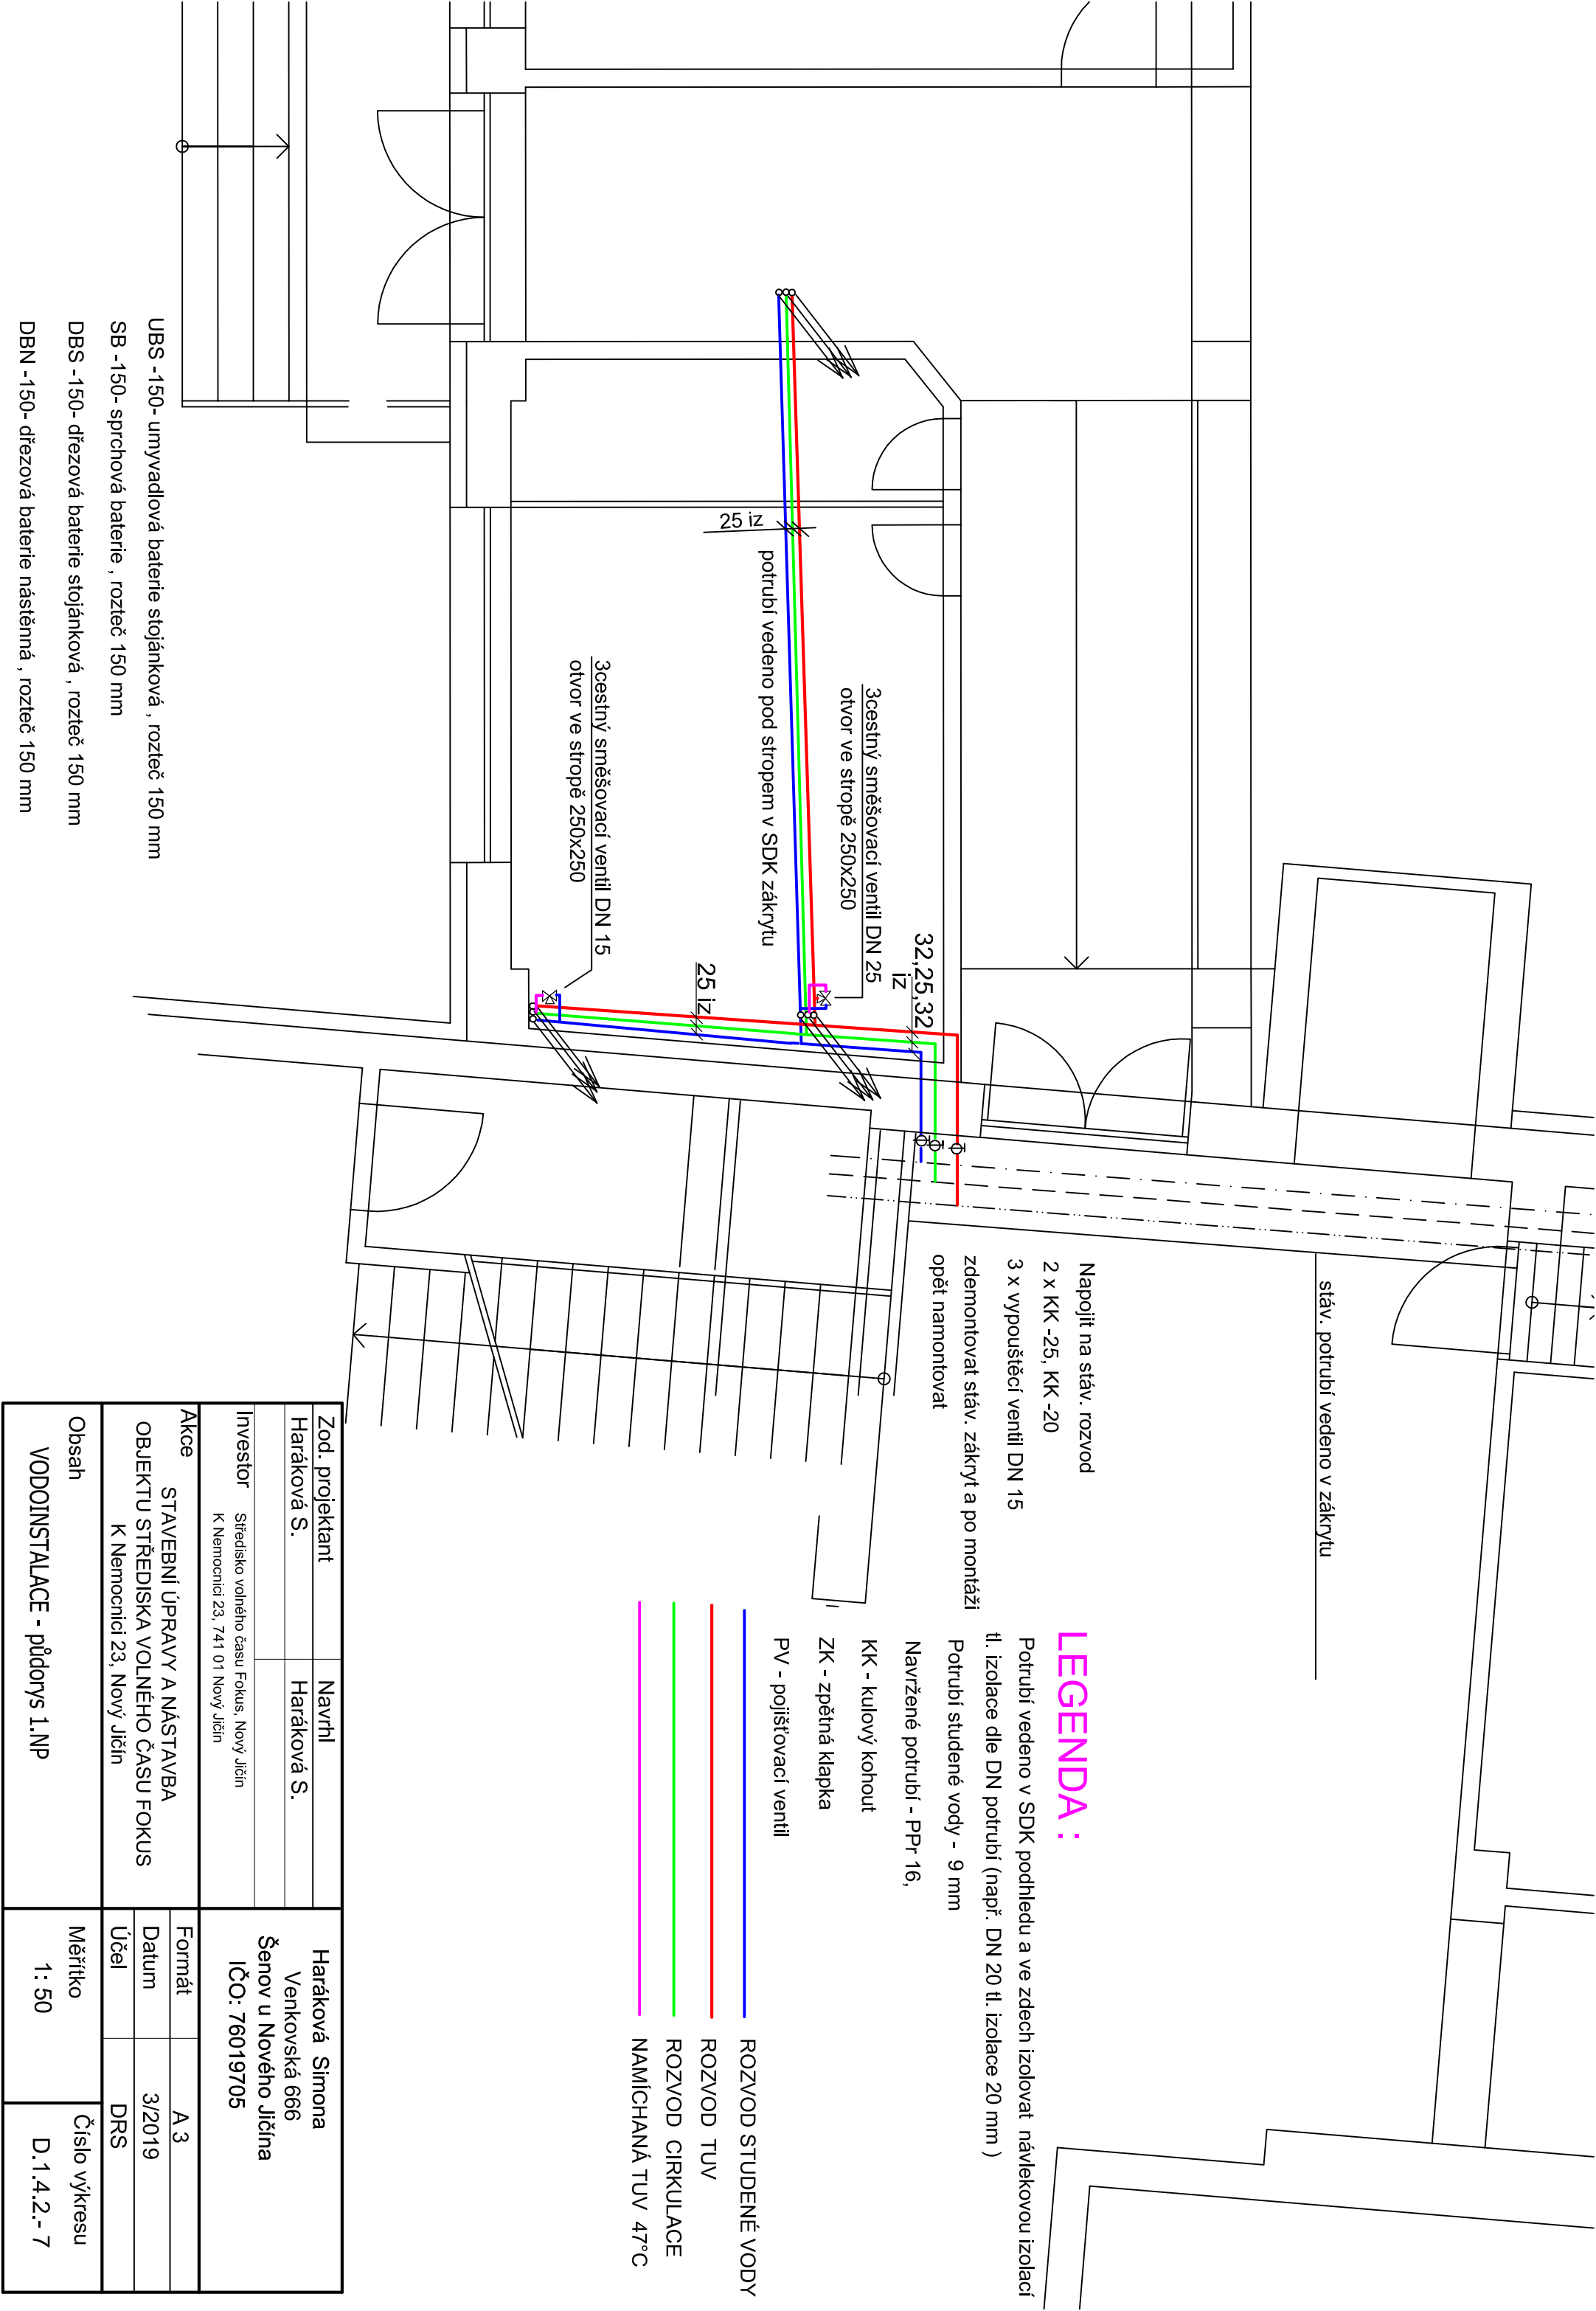 stáv. potrubí vedeno v zákrytu
Napojit na stáv. rozvod
2 x KK -25, KK -20
3 x vypouštěcí ventil DN 15
zdemontovat stáv. zákryt a po montáži
opět namontovat
32,25,32
iz
3cestný směšovací ventil DN 25
otvor ve stropě 250x250
25 iz
potrubí vedeno pod stropem v SDK zákrytu
25 iz
3cestný směšovací ventil DN 15
otvor ve stropě 250x250
UBS -150- umyvadlová baterie stojánková , rozteč 150 mm
SB -150- sprchová baterie , rozteč 150 mm
DBS -150- dřezová baterie stojánková , rozteč 150 mm
DBN -150- dřezová baterie nástěnná , rozteč 150 mm
LEGENDA :
Potrubí vedeno v SDK podhledu a ve zdech izolovat návlekovou izolací
tl. izolace dle DN potrubí (např. DN 20 tl. izolace 20 mm )
Potrubí studené vody - 9 mm
Navržené potrubí - PPr 16,
KK - kulový kohout
ZK - zpětná klapka
PV - pojišťovací ventil
ROZVOD STUDENÉ VODY
ROZVOD TUV
ROZVOD CIRKULACE
NAMÍCHANÁ TUV 47°C
Zod. projektant
Navrhl
Haráková S.
Haráková S.
Investor
Středisko volného času Fokus, Nový Jičín
K Nemocnici 23, 741 01 Nový Jičín
Haráková Simona
Venkovská 666
Šenov u Nového Jičína
IČO: 76019705
Akce
STAVEBNÍ ÚPRAVY A NÁSTAVBA
OBJEKTU STŘEDISKA VOLNÉHO ČASU FOKUS
K Nemocnici 23, Nový Jičín
Formát
A 3
Datum
3/2019
Účel
DRS
Obsah
VODOINSTALACE - půdorys 1.NP
Měřítko
1: 50
Číslo výkresu
D.1.4.2.- 7